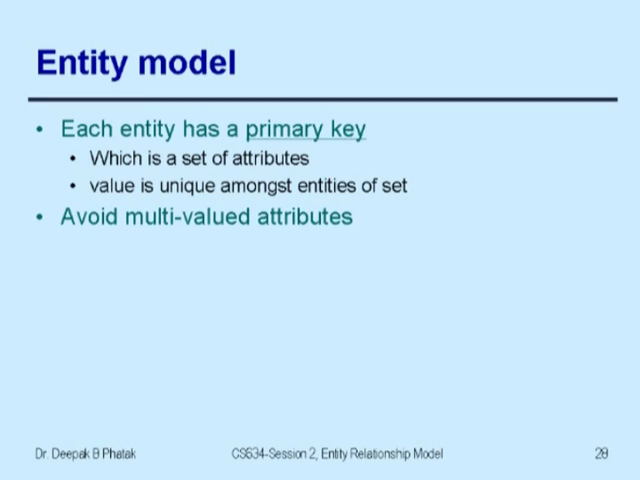 Entity model
• Each entity has a primary key
• Which is a set of attributes
• value is unique amongst entities of set
• Avoid multi-valued attributes
Dr. Deepak B Phatak CS634-Session 2, Entity Relationship Model 28